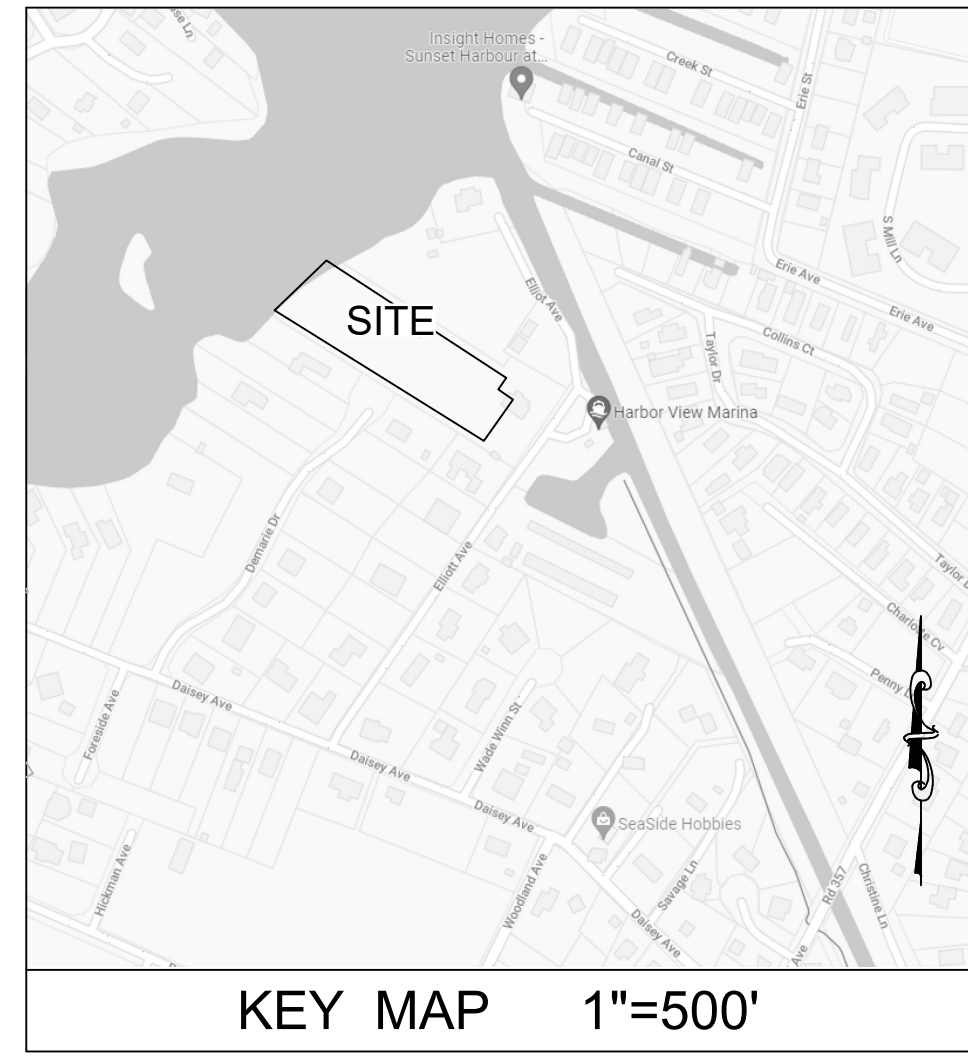 Insight Homes -
Sunset Harbour at...
Creek St
Erie St
Canal St
S Mill Ln
Erie Ave
Erie Ave
Elliot Ave
SITE
Collins Ct
Taylor Dr
Harbor View Marina
Demarie Dr
Elliott Ave
Charlotte Cv
Daisey Ave
Foreside Ave
Wade Winn St
Daisey Ave
Daisey Ave
SeaSide Hobbies
Hickman Ave
Woodland Ave
Savage Ln
Rd 357
Christine Ln
Daisey Ave
Ave
KEY MAP 1"=500'